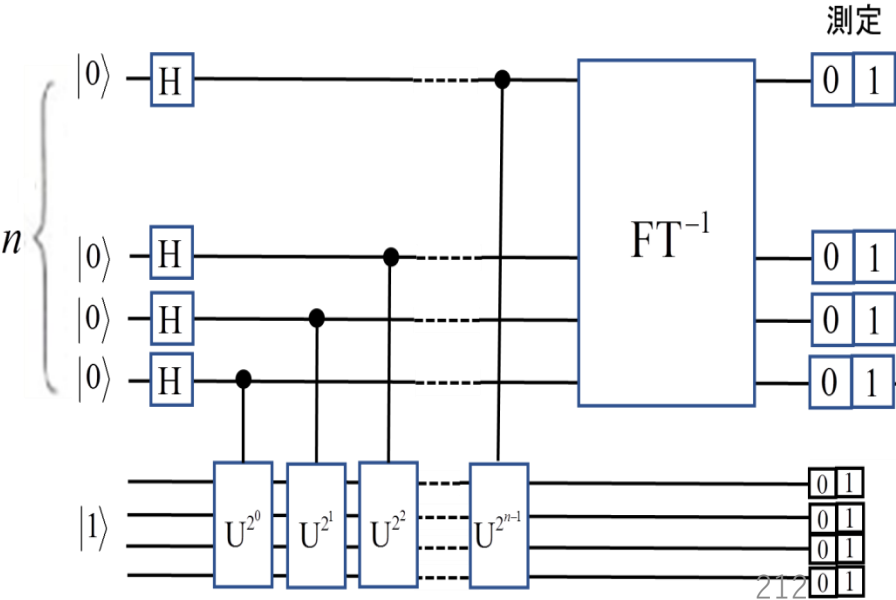 測定
|0⟩ H 0 1
n
|0⟩ H FT⁻¹ 0 1
|0⟩ H 0 1
|0⟩ H 0 1
0 1
|1⟩ U^{2^0} U^{2^1} U^{2^2} U^{2^{n-1}} 0 1
0 1
212 0 1